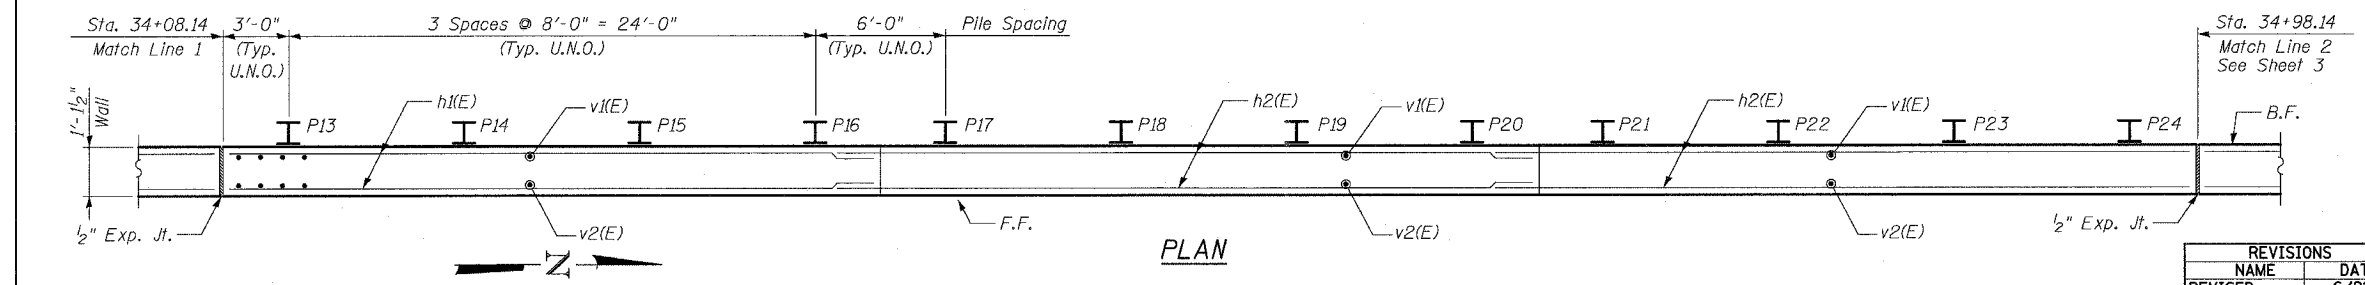 Sta. 34+08.14
Match Line 1
3'-0"
(Typ.
U.N.O.)
3 Spaces @ 8'-0" = 24'-0"
(Typ. U.N.O.)
6'-0"
(Typ. U.N.O.)
Pile Spacing
Sta. 34+98.14
Match Line 2
See Sheet 3
1'-1½"
Wall
h1(E)
v1(E)
h2(E)
v1(E)
h2(E)
v1(E)
B.F.
P13
P14
P15
P16
P17
P18
P19
P20
P21
P22
P23
P24
½" Exp. Jt.
v2(E)
F.F.
v2(E)
v2(E)
½" Exp. Jt.
N
PLAN
REVISIONS
NAME